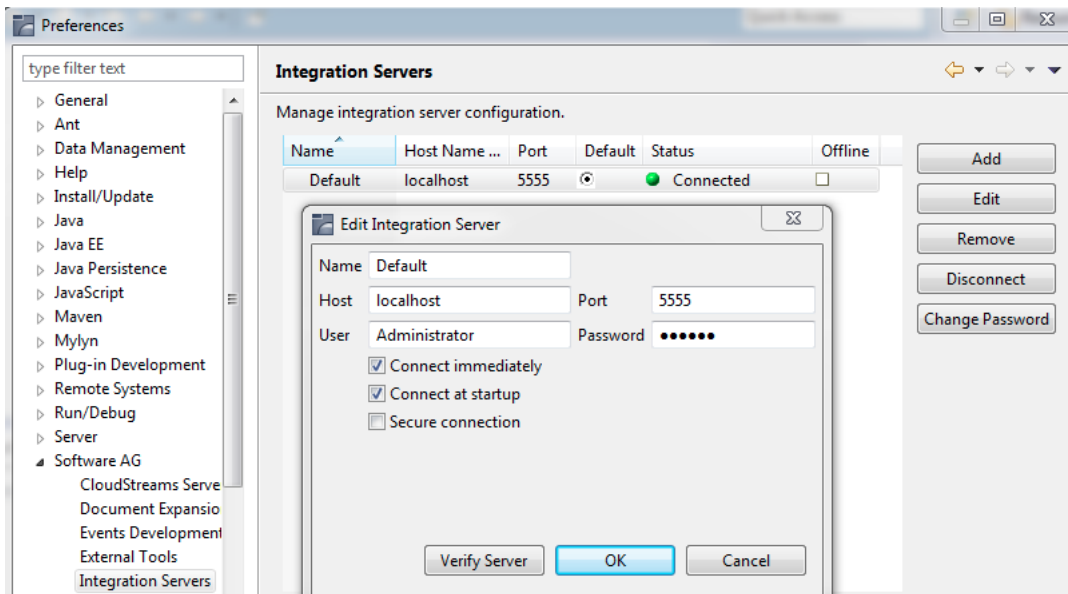 Preferences
type filter text
General
Ant
Data Management
Help
Install/Update
Java
Java EE
Java Persistence
JavaScript
Maven
Mylyn
Plug-in Development
Remote Systems
Run/Debug
Server
Software AG
CloudStreams Serve
Document Expansio
Events Development
External Tools
Integration Servers
Integration Servers
Manage integration server configuration.
Name Host Name ... Port Default Status Offline
Default localhost 5555 Connected
Add
Edit
Remove
Disconnect
Change Password
Edit Integration Server
Name Default
Host localhost Port 5555
User Administrator Password ●●●●●●
Connect immediately
Connect at startup
Secure connection
Verify Server OK Cancel